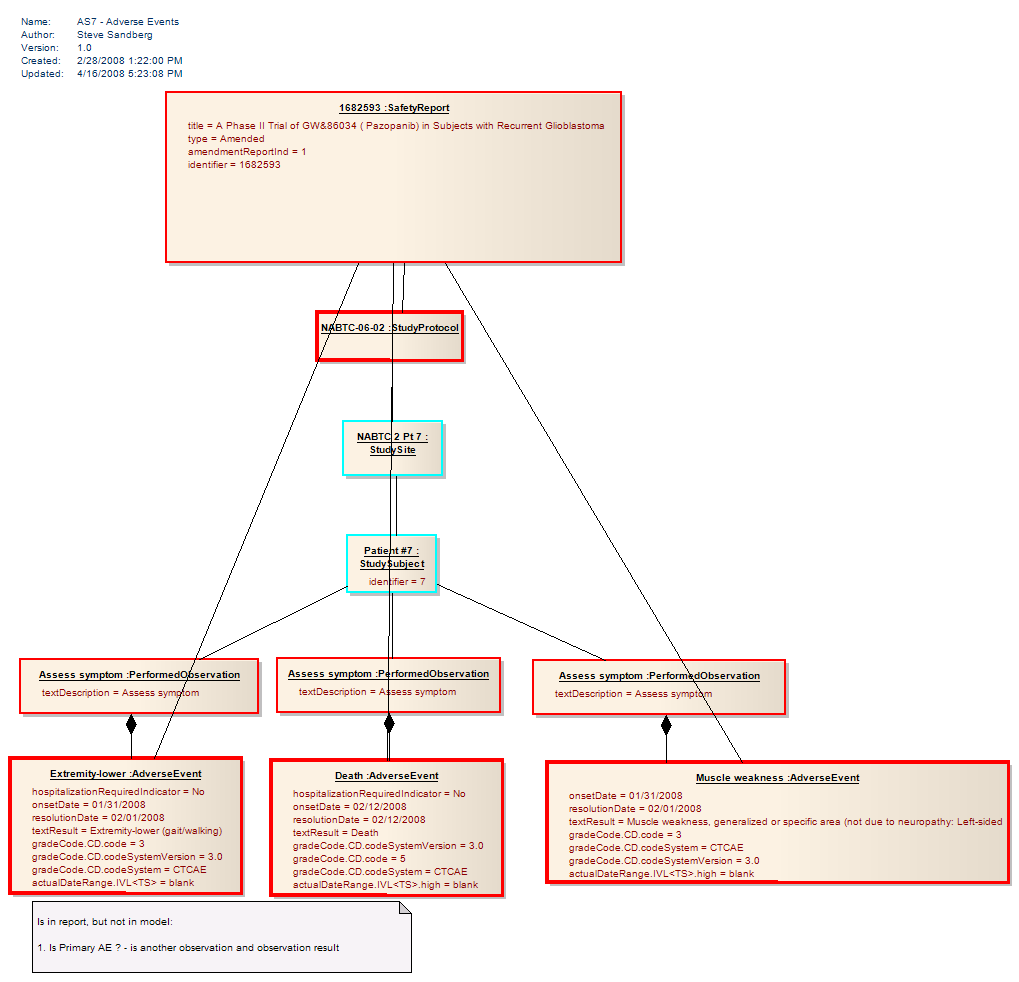 Name: AS7 - Adverse Events
Author: Steve Sandberg
Version: 1.0
Created: 2/28/2008 1:22:00 PM
Updated: 4/16/2008 5:23:08 PM
1682593 :SafetyReport
title = A Phase II Trial of GW&86034 ( Pazopanib) in Subjects with Recurrent Glioblastoma
type = Amended
amendmentReportInd = 1
identifier = 1682593
NABTC-06-02 :StudyProtocol
NABTC 2 Pt 7 :
StudySite
Patient #7 :
StudySubject
identifier = 7
Assess symptom :PerformedObservation
textDescription = Assess symptom
Assess symptom :PerformedObservation
textDescription = Assess symptom
Assess symptom :PerformedObservation
textDescription = Assess symptom
Extremity-lower :AdverseEvent
hospitalizationRequiredIndicator = No
onsetDate = 01/31/2008
resolutionDate = 02/01/2008
textResult = Extremity-lower (gait/walking)
gradeCode.CD.code = 3
gradeCode.CD.codeSystemVersion = 3.0
gradeCode.CD.codeSystem = CTCAE
actualDateRange.IVL<TS> = blank
Death :AdverseEvent
hospitalizationRequiredIndicator = No
onsetDate = 02/12/2008
resolutionDate = 02/12/2008
textResult = Death
gradeCode.CD.codeSystemVersion = 3.0
gradeCode.CD.code = 5
gradeCode.CD.codeSystem = CTCAE
actualDateRange.IVL<TS>.high = blank
Muscle weakness :AdverseEvent
onsetDate = 01/31/2008
resolutionDate = 02/01/2008
textResult = Muscle weakness, generalized or specific area (not due to neuropathy: Left-sided
gradeCode.CD.code = 3
gradeCode.CD.codeSystem = CTCAE
gradeCode.CD.codeSystemVersion = 3.0
actualDateRange.IVL<TS>.high = blank
Is in report, but not in model:
1. Is Primary AE ? - is another observation and observation result